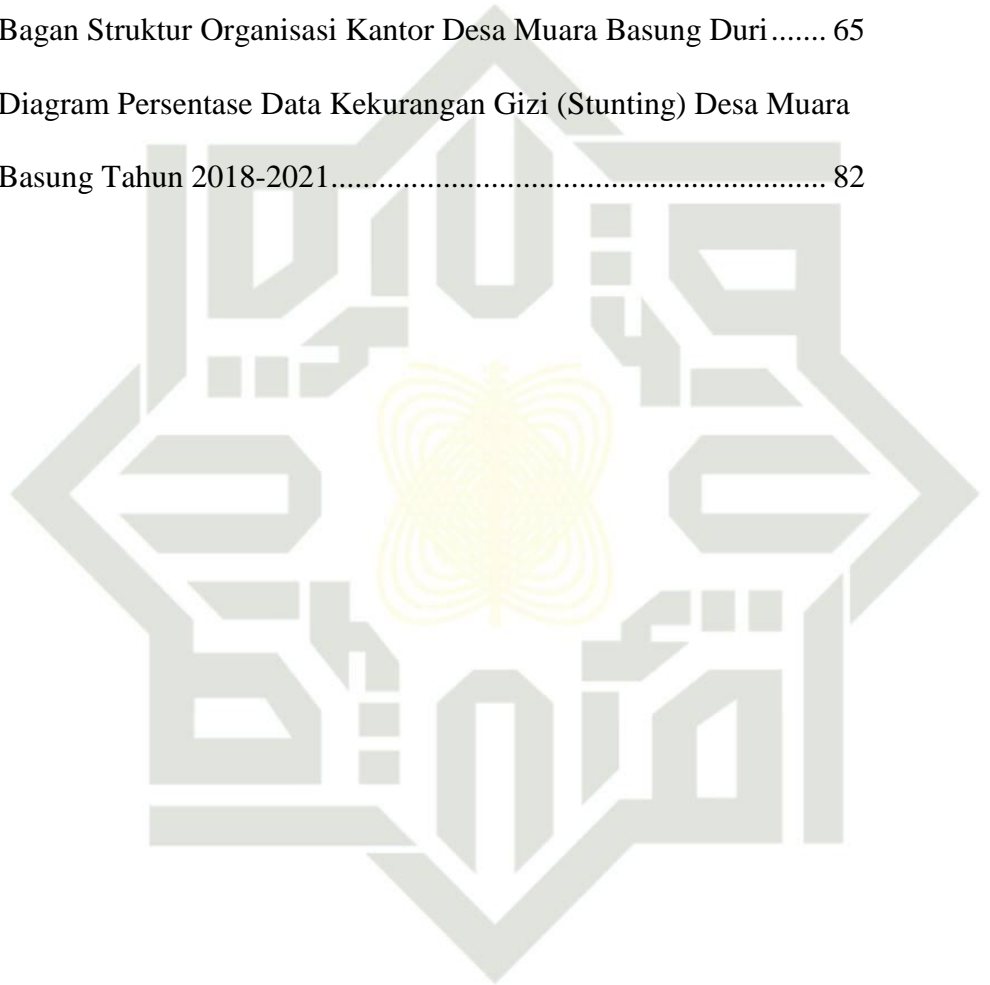 Bagan Struktur Organisasi Kantor Desa Muara Basung Duri....... 65
Diagram Persentase Data Kekurangan Gizi (Stunting) Desa Muara
Basung Tahun 2018-2021.............................................................. 82